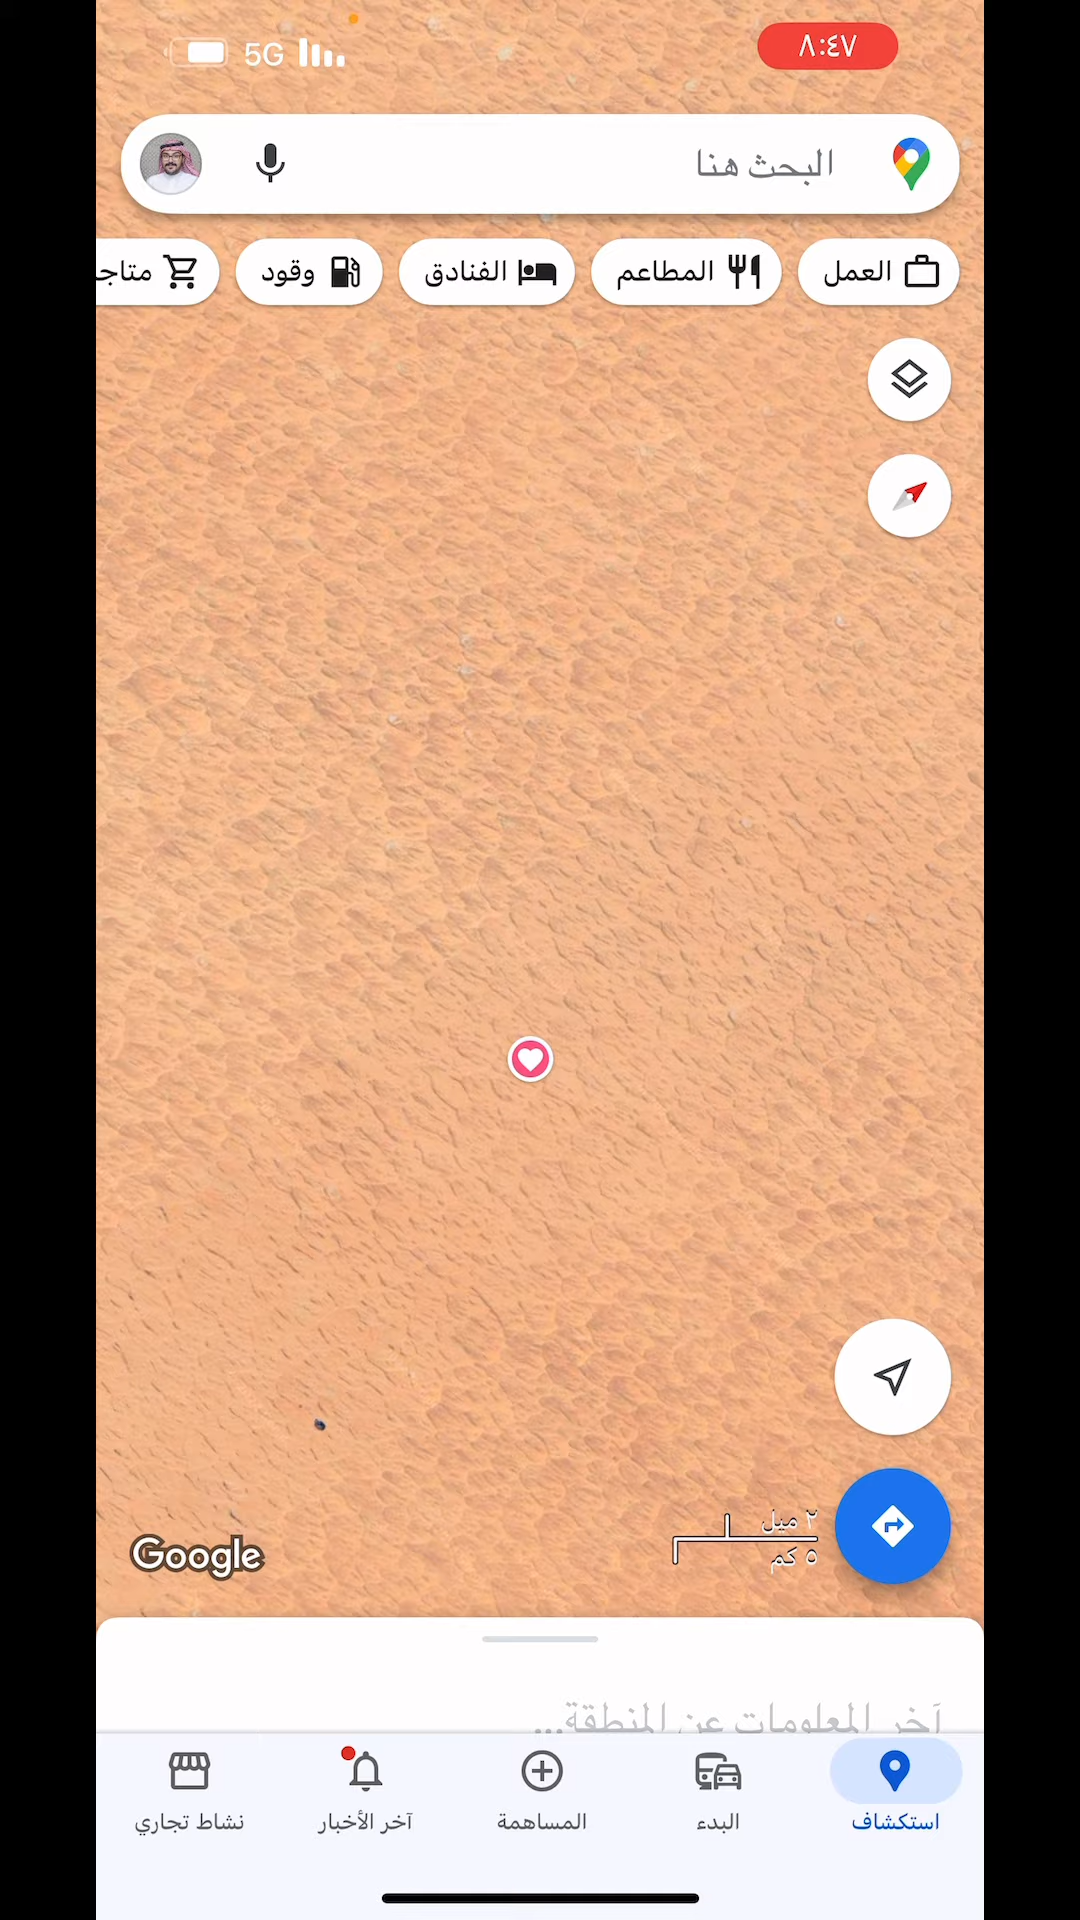 ٨:٤٧
5G
البحث هنا
العمل
المطاعم
الفنادق
وقود
متاجـ
٢ ميل
٥ كم
Google
آخر المعلومات عن المنطقة...
استكشاف
البدء
المساهمة
آخر الأخبار
نشاط تجاري